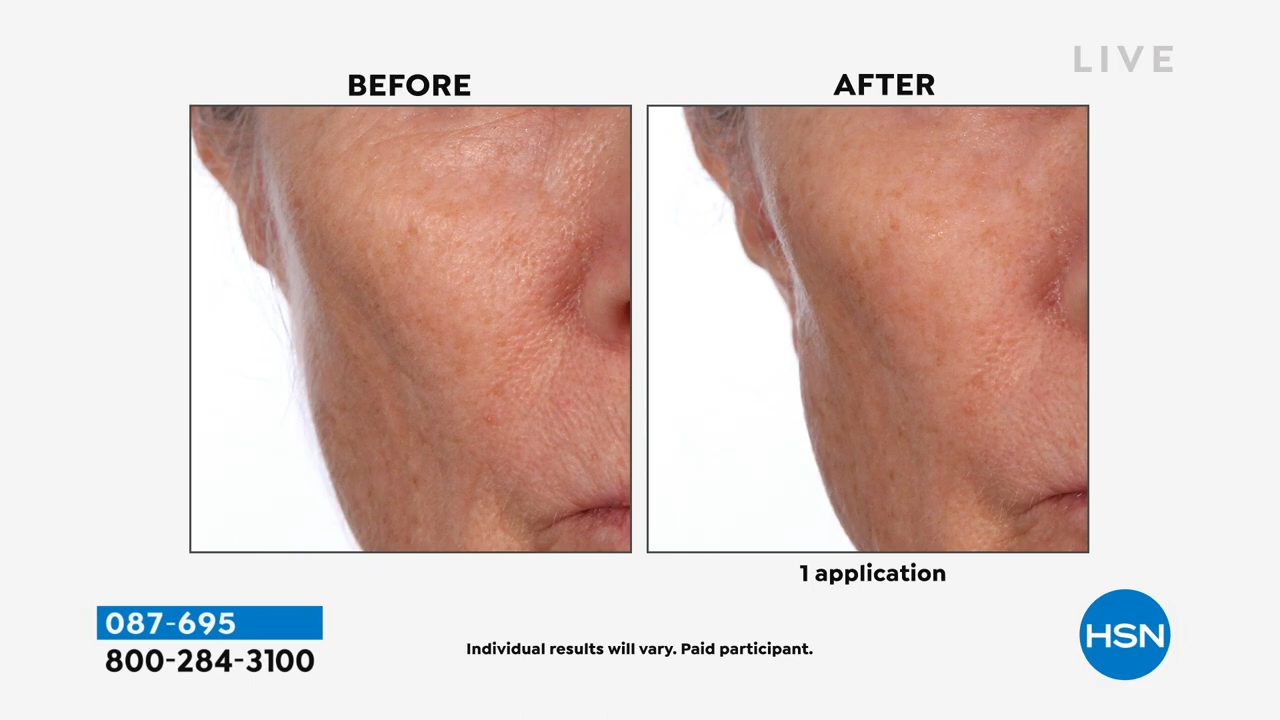 LIVE
BEFORE
AFTER
1 application
087-695
800-284-3100
Individual results will vary. Paid participant.
HSN